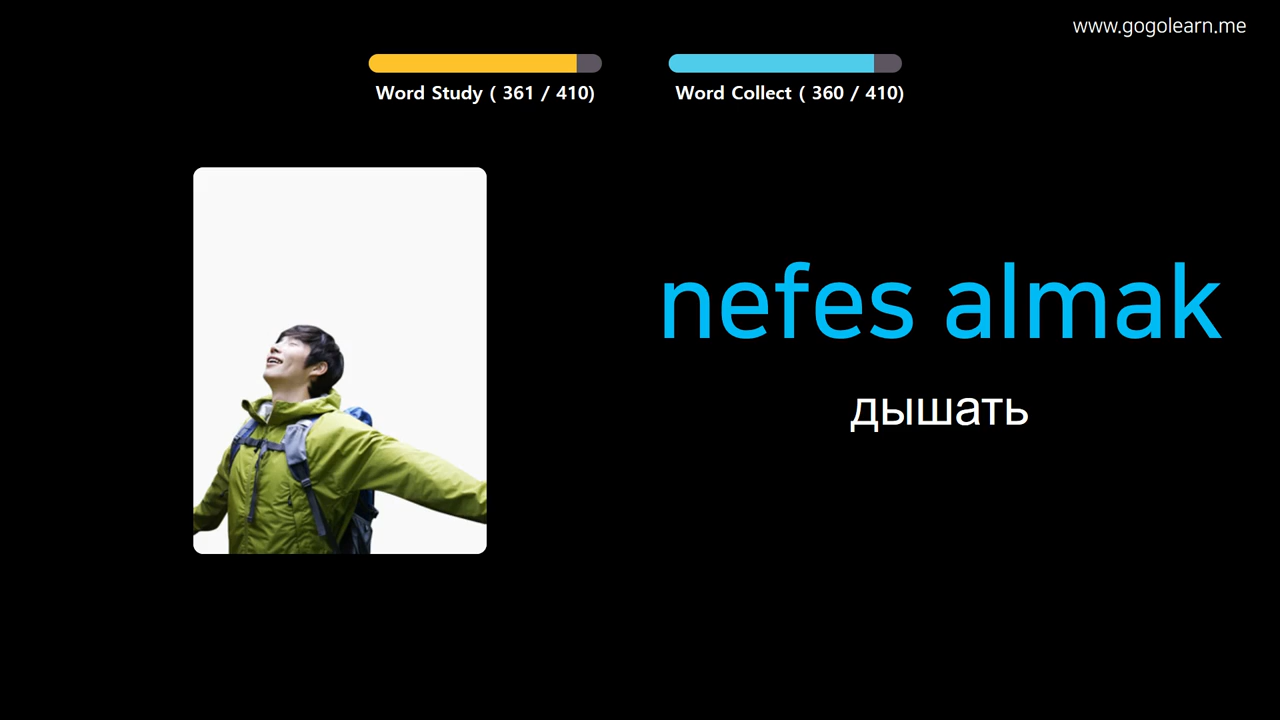 www.gogolearn.me
Word Study ( 361 / 410)
Word Collect ( 360 / 410)
nefes almak
дышать